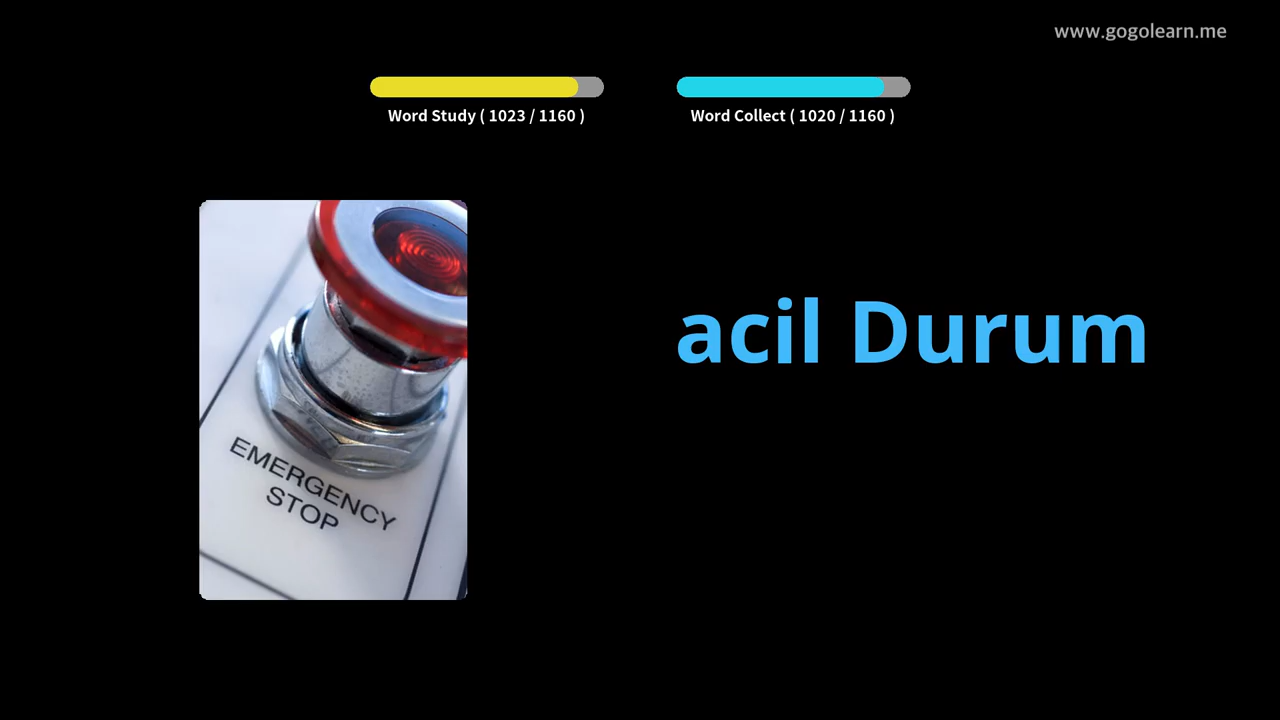 www.gogolearn.me
Word Study ( 1023 / 1160 )
Word Collect ( 1020 / 1160 )
acil Durum
EMERGENCY
STOP